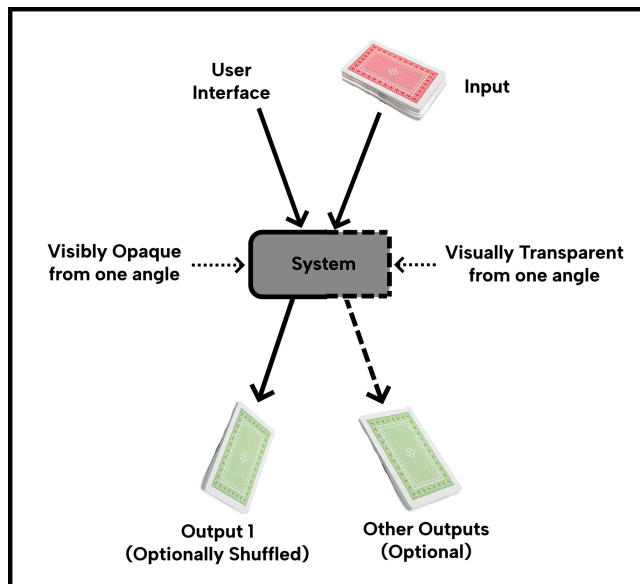 User
Interface
Input
Visibly Opaque
from one angle
System
Visually Transparent
from one angle
Output 1
(Optionally Shuffled)
Other Outputs
(Optional)